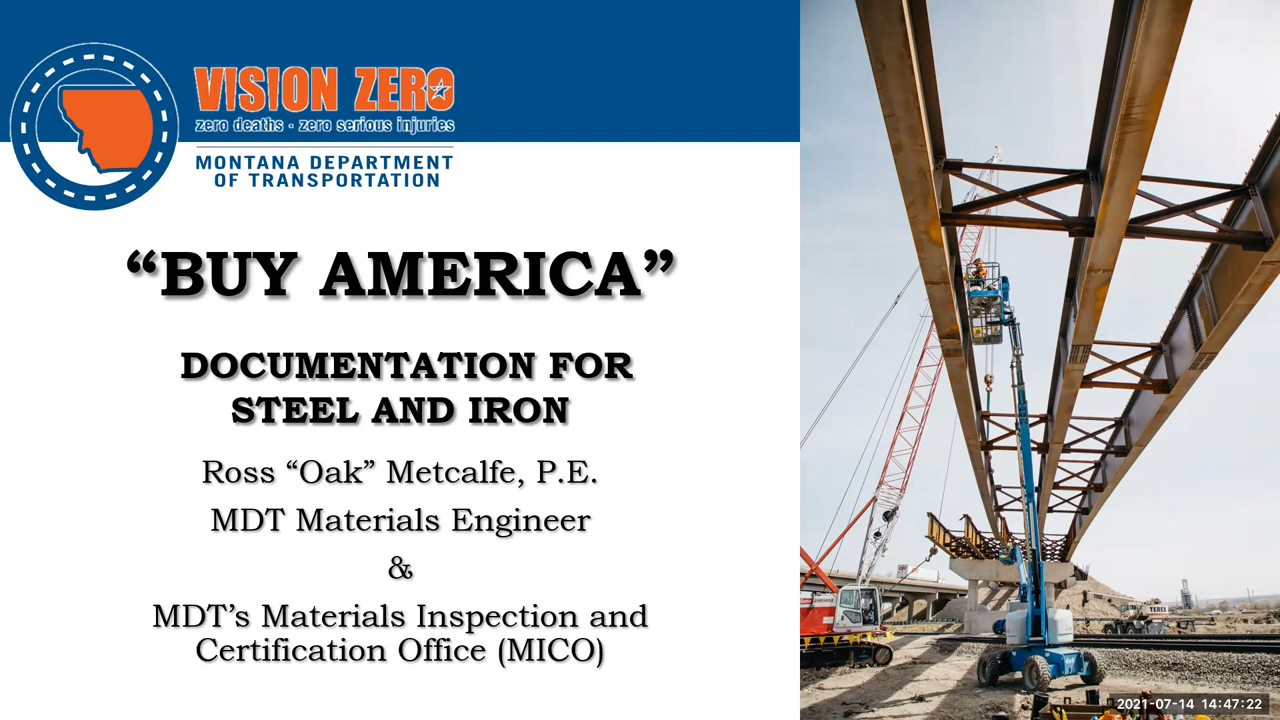 VISION ZERO
zero deaths - zero serious injuries
MONTANA DEPARTMENT
OF TRANSPORTATION
“BUY AMERICA”
DOCUMENTATION FOR
STEEL AND IRON
Ross “Oak” Metcalfe, P.E.
MDT Materials Engineer
&
MDT’s Materials Inspection and
Certification Office (MICO)
TEREX
2021-07-14 14:47:22